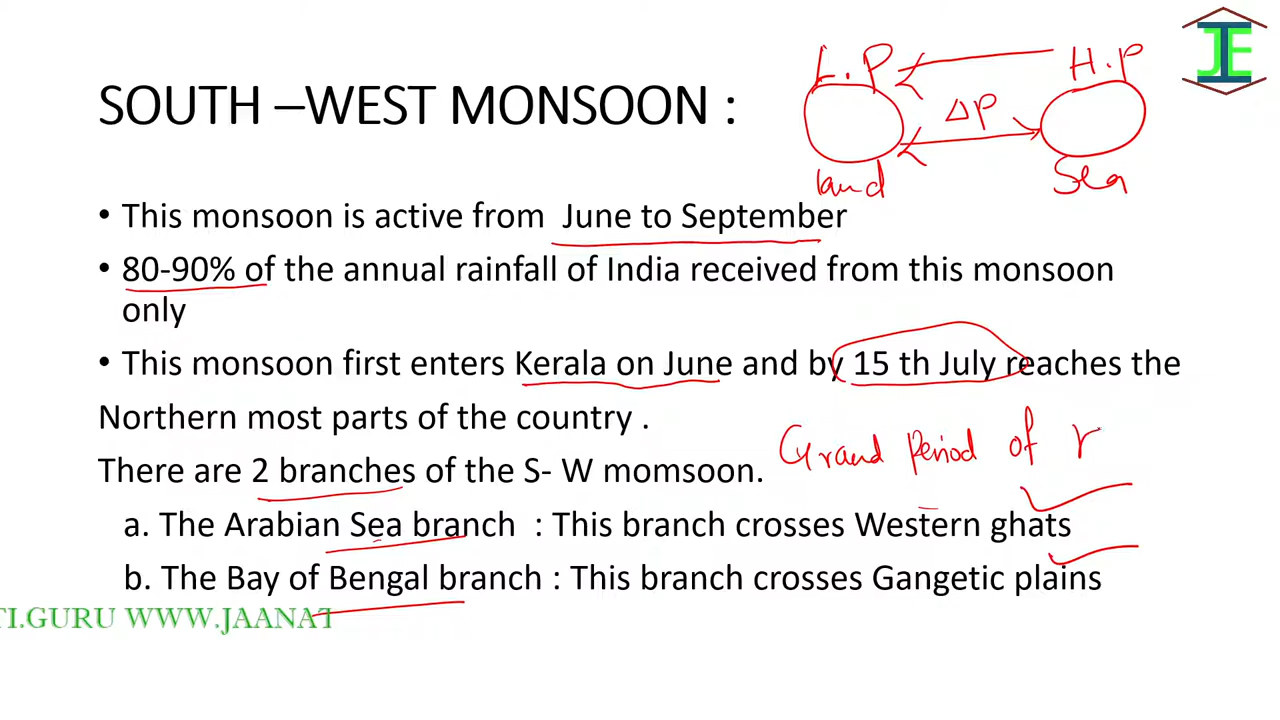 L.P H.P
JE
SOUTH –WEST MONSOON :
ΔP
land Sea
• This monsoon is active from June to September
• 80-90% of the annual rainfall of India received from this monsoon
only
• This monsoon first enters Kerala on June and by 15 th July reaches the
Northern most parts of the country .
Grand Period of r
There are 2 branches of the S- W momsoon.
a. The Arabian Sea branch : This branch crosses Western ghats
b. The Bay of Bengal branch : This branch crosses Gangetic plains
TI.GURU WWW.JAANAT